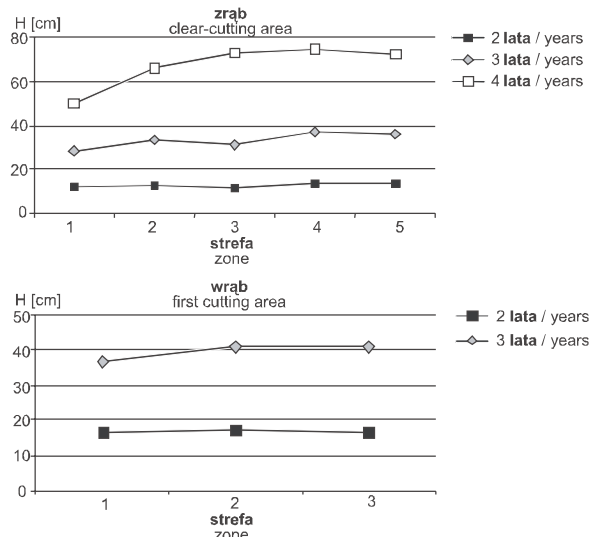 zrąb
H [cm]
clear-cutting area
80
60
40
20
0
1 2 3 4 5
strefa
zone
2 lata / years
3 lata / years
4 lata / years
wrąb
H [cm]
first cutting area
50
40
30
20
10
0
1 2 3
strefa
zone
2 lata / years
3 lata / years